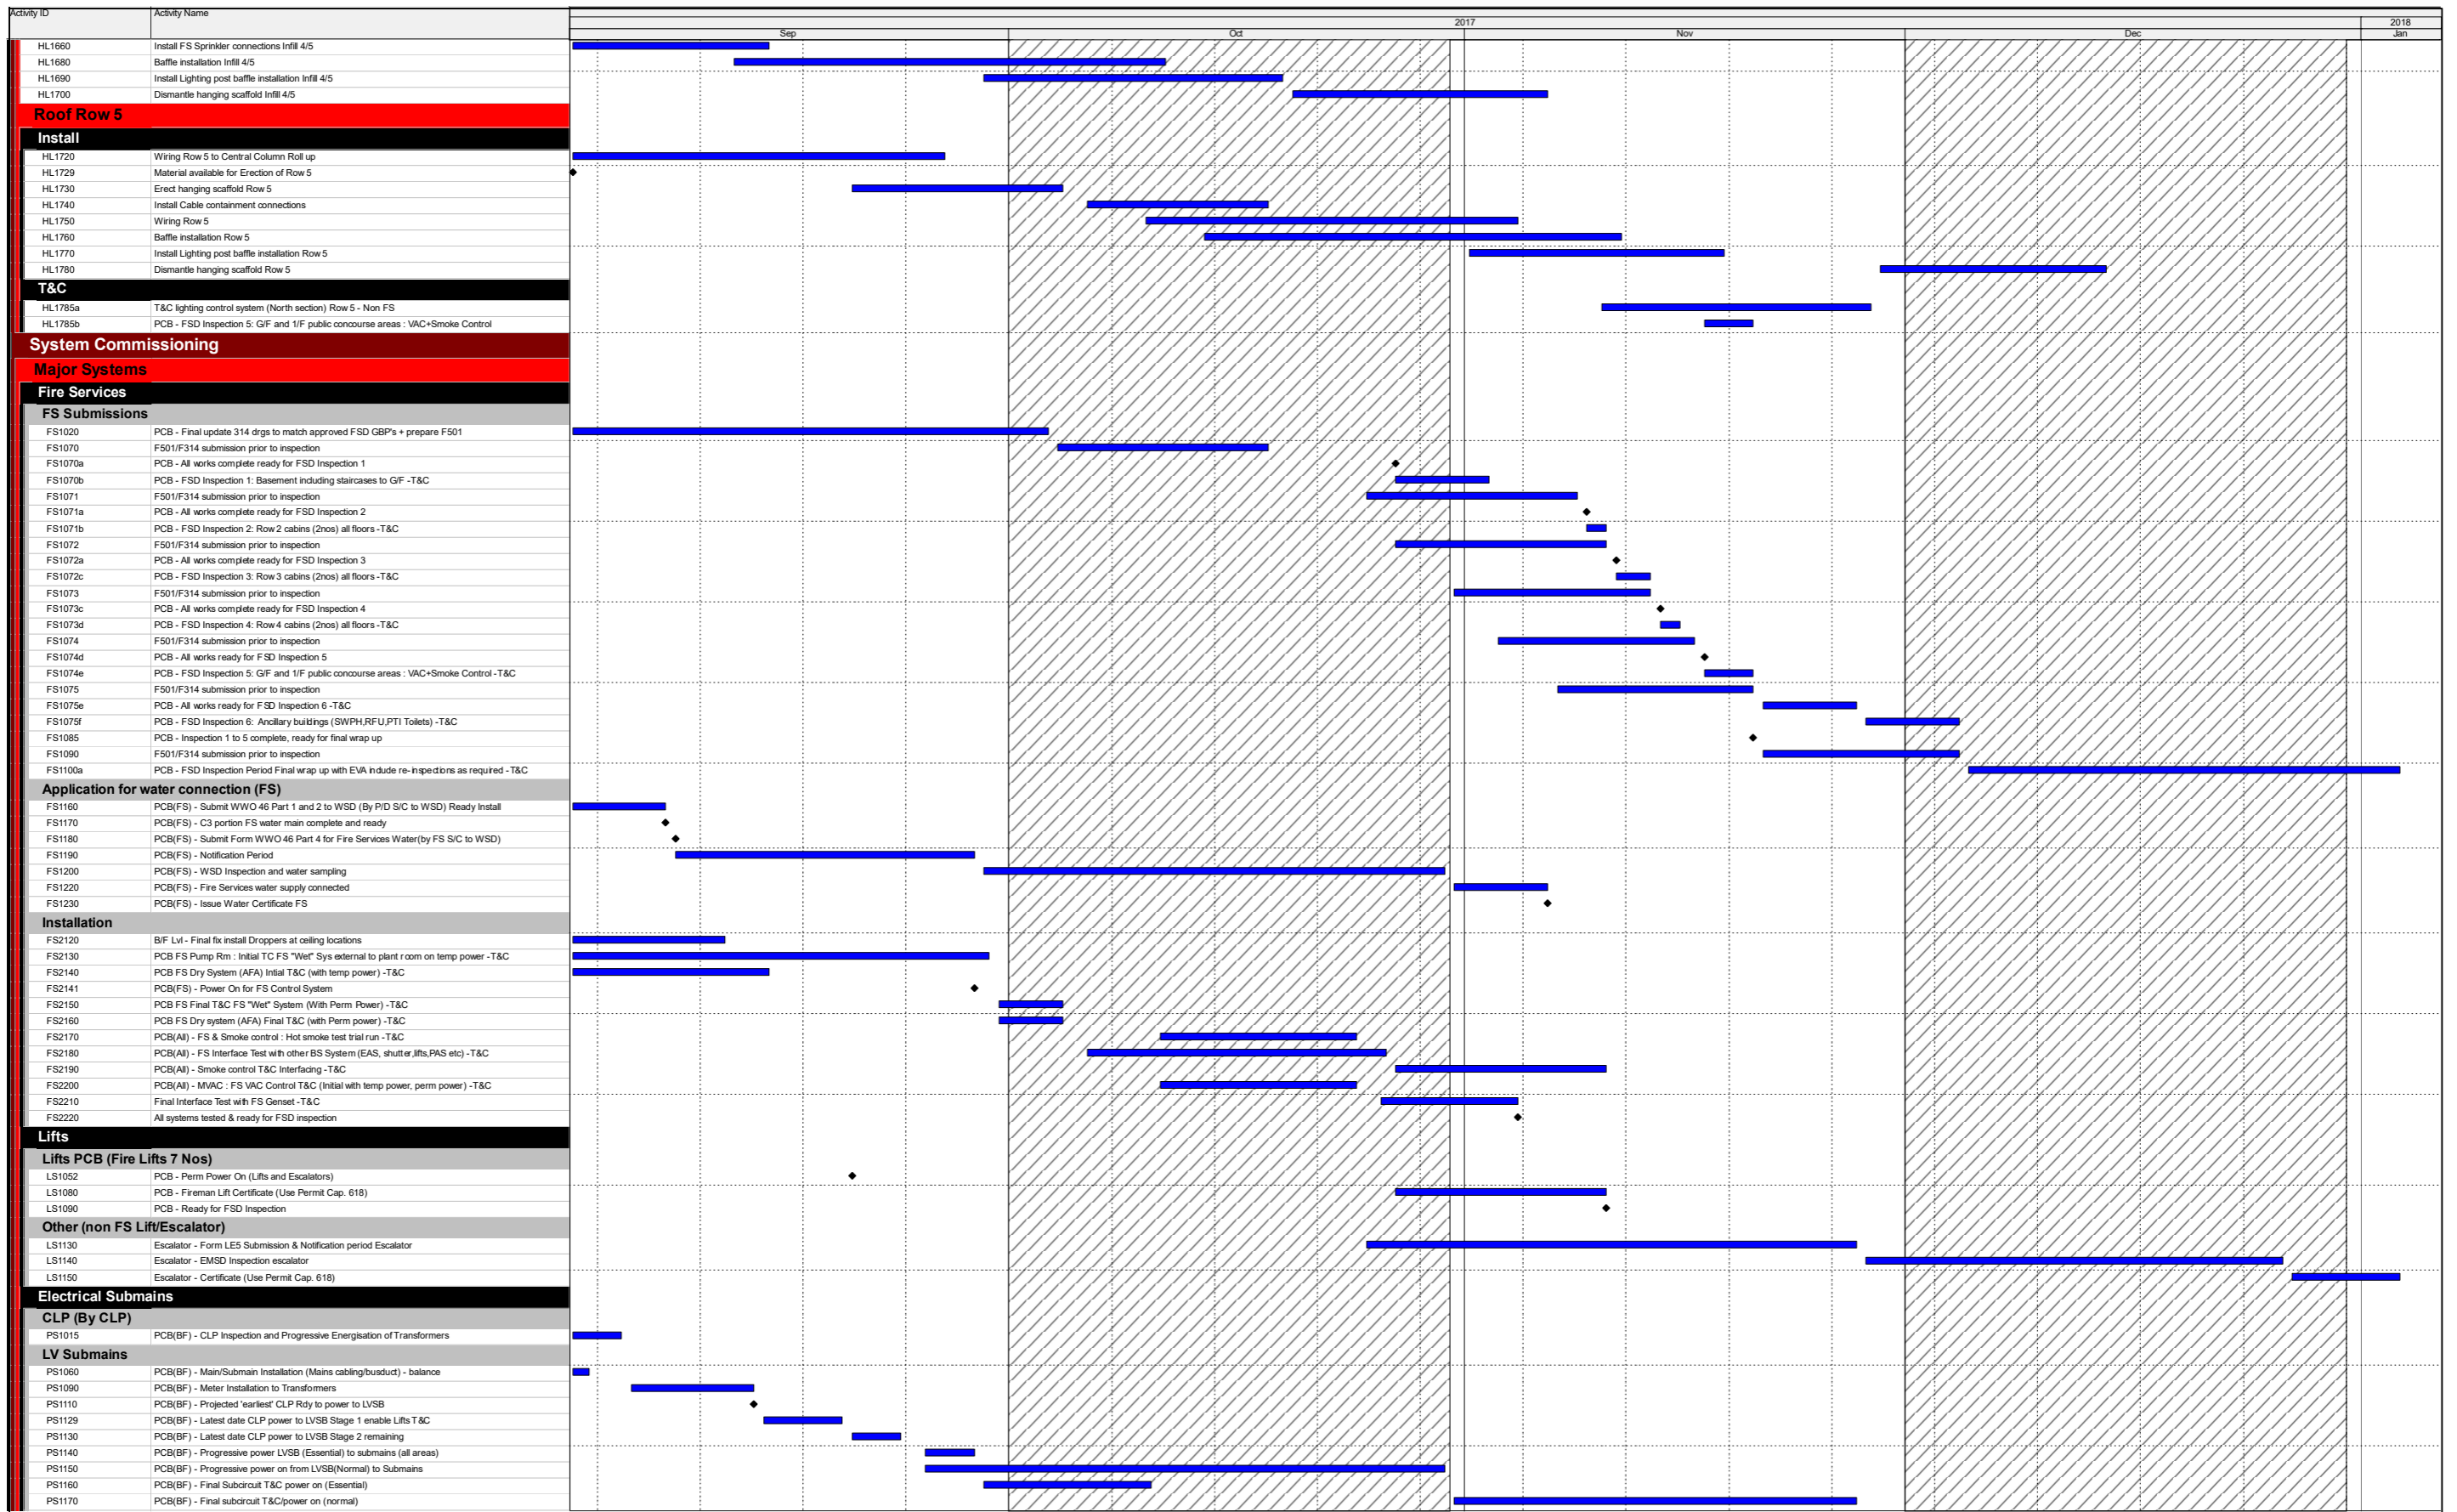 Activity ID Activity Name
2017 2018
Sep Oct Nov Dec Jan
HL1660 Install FS Sprinkler connections Infill 4/5
HL1680 Baffle installation Infill 4/5
HL1690 Install Lighting post baffle installation Infill 4/5
HL1700 Dismantle hanging scaffold Infill 4/5
Roof Row 5
Install
HL1720 Wiring Row 5 to Central Column Roll up
HL1729 Material available for Erection of Row 5
HL1730 Erect hanging scaffold Row 5
HL1740 Install Cable containment connections
HL1750 Wiring Row 5
HL1760 Baffle installation Row 5
HL1770 Install Lighting post baffle installation Row 5
HL1780 Dismantle hanging scaffold Row 5
T&C
HL1785a T&C lighting control system (North section) Row 5 - Non FS
HL1785b PCB - FSD Inspection 5: G/F and 1/F public concourse areas : VAC+Smoke Control
System Commissioning
Major Systems
Fire Services
FS Submissions
FS1020 PCB - Final update 314 drgs to match approved FSD GBP's + prepare F501
FS1070 F501/F314 submission prior to inspection
FS1070a PCB - All works complete ready for FSD Inspection 1
FS1070b PCB - FSD Inspection 1: Basement including staircases to G/F -T&C
FS1071 F501/F314 submission prior to inspection
FS1071a PCB - All works complete ready for FSD Inspection 2
FS1071b PCB - FSD Inspection 2: Row 2 cabins (2nos) all floors -T&C
FS1072 F501/F314 submission prior to inspection
FS1072a PCB - All works complete ready for FSD Inspection 3
FS1072c PCB - FSD Inspection 3: Row 3 cabins (2nos) all floors -T&C
FS1073 F501/F314 submission prior to inspection
FS1073c PCB - All works complete ready for FSD Inspection 4
FS1073d PCB - FSD Inspection 4: Row 4 cabins (2nos) all floors -T&C
FS1074 F501/F314 submission prior to inspection
FS1074d PCB - All works ready for FSD Inspection 5
FS1074e PCB - FSD Inspection 5: G/F and 1/F public concourse areas : VAC+Smoke Control -T&C
FS1075 F501/F314 submission prior to inspection
FS1075e PCB - All works ready for FSD Inspection 6 -T&C
FS1075f PCB - FSD Inspection 6: Ancillary buildings (SWPH,RFU,PTI Toilets) -T&C
FS1085 PCB - Inspection 1 to 5 complete, ready for final wrap up
FS1090 F501/F314 submission prior to inspection
FS1100a PCB - FSD Inspection Period Final wrap up with EVA include re-inspections as required -T&C
Application for water connection (FS)
FS1160 PCB(FS) - Submit WWO 46 Part 1 and 2 to WSD (By P/D S/C to WSD) Ready Install
FS1170 PCB(FS) - C3 portion FS water main complete and ready
FS1180 PCB(FS) - Submit Form WWO 46 Part 4 for Fire Services Water(by FS S/C to WSD)
FS1190 PCB(FS) - Notification Period
FS1200 PCB(FS) - WSD Inspection and water sampling
FS1220 PCB(FS) - Fire Services water supply connected
FS1230 PCB(FS) - Issue Water Certificate FS
Installation
FS2120 B/F Lvl - Final fix install Droppers at ceiling locations
FS2130 PCB FS Pump Rm : Initial TC FS "Wet" Sys external to plant room on temp power -T&C
FS2140 PCB FS Dry System (AFA) Intial T&C (with temp power) -T&C
FS2141 PCB(FS) - Power On for FS Control System
FS2150 PCB FS Final T&C FS "Wet" System (With Perm Power) -T&C
FS2160 PCB FS Dry system (AFA) Final T&C (with Perm power) -T&C
FS2170 PCB(All) - FS & Smoke control : Hot smoke test trial run -T&C
FS2180 PCB(All) - FS Interface Test with other BS System (EAS, shutter,lifts,PAS etc) -T&C
FS2190 PCB(All) - Smoke control T&C Interfacing -T&C
FS2200 PCB(All) - MVAC : FS VAC Control T&C (Initial with temp power, perm power) -T&C
FS2210 Final Interface Test with FS Genset -T&C
FS2220 All systems tested & ready for FSD inspection
Lifts
Lifts PCB (Fire Lifts 7 Nos)
LS1052 PCB - Perm Power On (Lifts and Escalators)
LS1080 PCB - Fireman Lift Certificate (Use Permit Cap. 618)
LS1090 PCB - Ready for FSD Inspection
Other (non FS Lift/Escalator)
LS1130 Escalator - Form LE5 Submission & Notification period Escalator
LS1140 Escalator - EMSD Inspection escalator
LS1150 Escalator - Certificate (Use Permit Cap. 618)
Electrical Submains
CLP (By CLP)
PS1015 PCB(BF) - CLP Inspection and Progressive Energisation of Transformers
LV Submains
PS1060 PCB(BF) - Main/Submain Installation (Mains cabling/busduct) - balance
PS1090 PCB(BF) - Meter Installation to Transformers
PS1110 PCB(BF) - Projected 'earliest' CLP Rdy to power to LVSB
PS1129 PCB(BF) - Latest date CLP power to LVSB Stage 1 enable Lifts T&C
PS1130 PCB(BF) - Latest date CLP power to LVSB Stage 2 remaining
PS1140 PCB(BF) - Progressive power LVSB (Essential) to submains (all areas)
PS1150 PCB(BF) - Progressive power on from LVSB(Normal) to Submains
PS1160 PCB(BF) - Final Subcircuit T&C power on (Essential)
PS1170 PCB(BF) - Final subcircuit T&C/power on (normal)